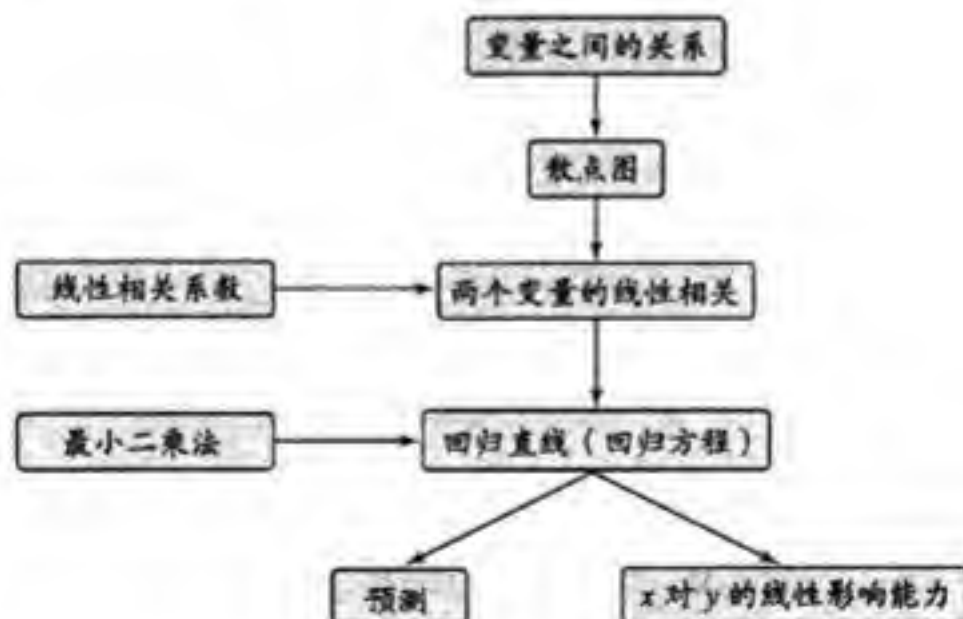 变量之间的关系
散点图
线性相关系数
两个变量的线性相关
最小二乘法
回归直线（回归方程）
预测
x 对 y 的线性影响能力